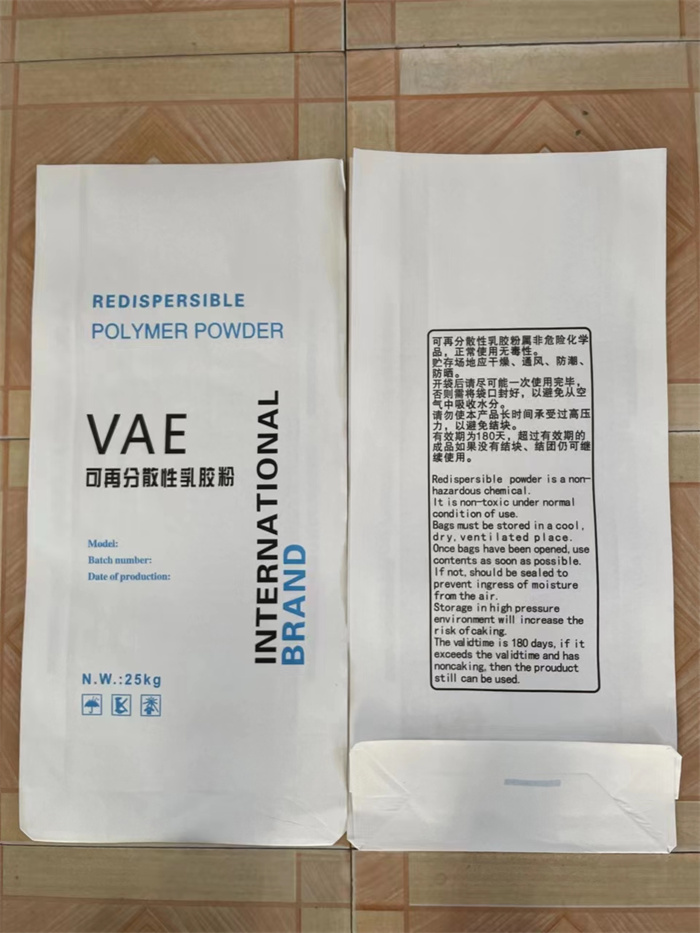 REDISPERSIBLE
POLYMER POWDER
VAE
可再分散性乳胶粉
INTERNATIONAL
BRAND
Model:
Batch number:
Date of production:
N.W.:25kg
可再分散性乳胶粉属非危险化学
品，正常使用无毒性。
贮存场地应干燥、通风、防潮、
防晒。
开袋后请尽可能一次使用完毕，
否则需将袋口封好，以避免从空
气中吸收水分。
请勿使本产品长时间承受过高压
力，以避免结块。
有效期为180天，超过有效期的
成品如果没有结块、结团仍可继
续使用。
Redispersible powder is a non-
hazardous chemical.
It is non-toxic under normal
condition of use.
Bags must be stored in a cool,
dry, ventilated place.
Once bags have been opened, use
contents as soon as possible.
If not, should be sealed to
prevent ingress of moisture
from the air.
Storage in high pressure
environment will increase the
risk of caking.
The validtime is 180 days, if it
exceeds the validtime and has
noncaking, then the prouduct
still can be used.